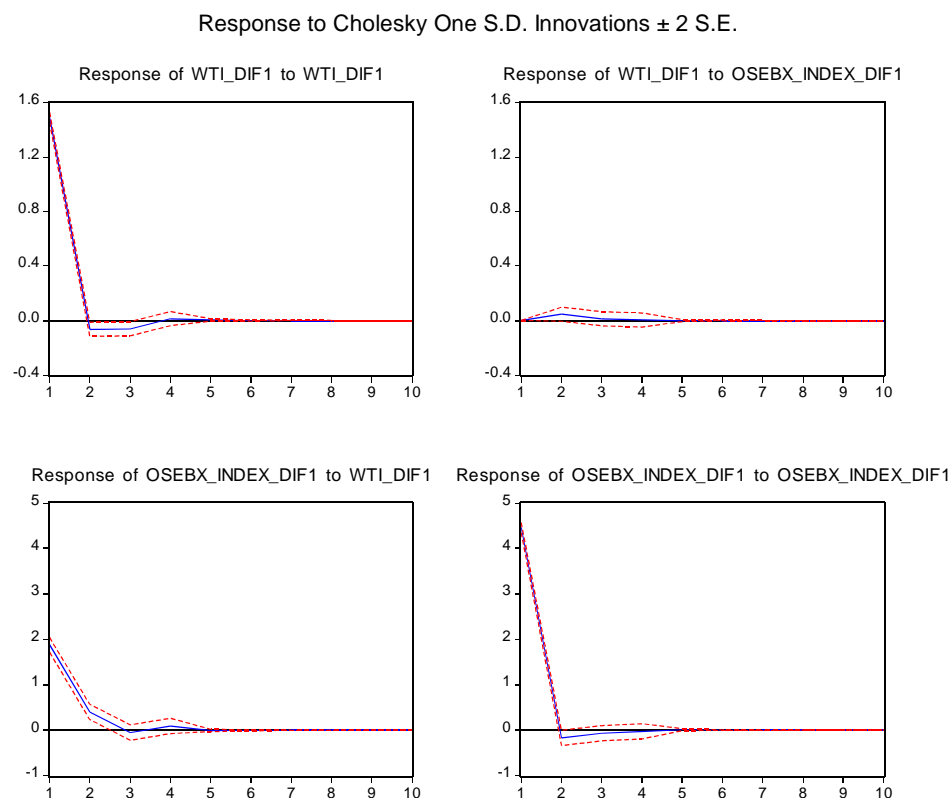 Response to Cholesky One S.D. Innovations ± 2 S.E.
Response of WTI_DIF1 to WTI_DIF1
1.6
1.2
0.8
0.4
0.0
-0.4
1 2 3 4 5 6 7 8 9 10
Response of WTI_DIF1 to OSEBX_INDEX_DIF1
1.6
1.2
0.8
0.4
0.0
-0.4
1 2 3 4 5 6 7 8 9 10
Response of OSEBX_INDEX_DIF1 to WTI_DIF1
5
4
3
2
1
0
-1
1 2 3 4 5 6 7 8 9 10
Response of OSEBX_INDEX_DIF1 to OSEBX_INDEX_DIF1
5
4
3
2
1
0
-1
1 2 3 4 5 6 7 8 9 10